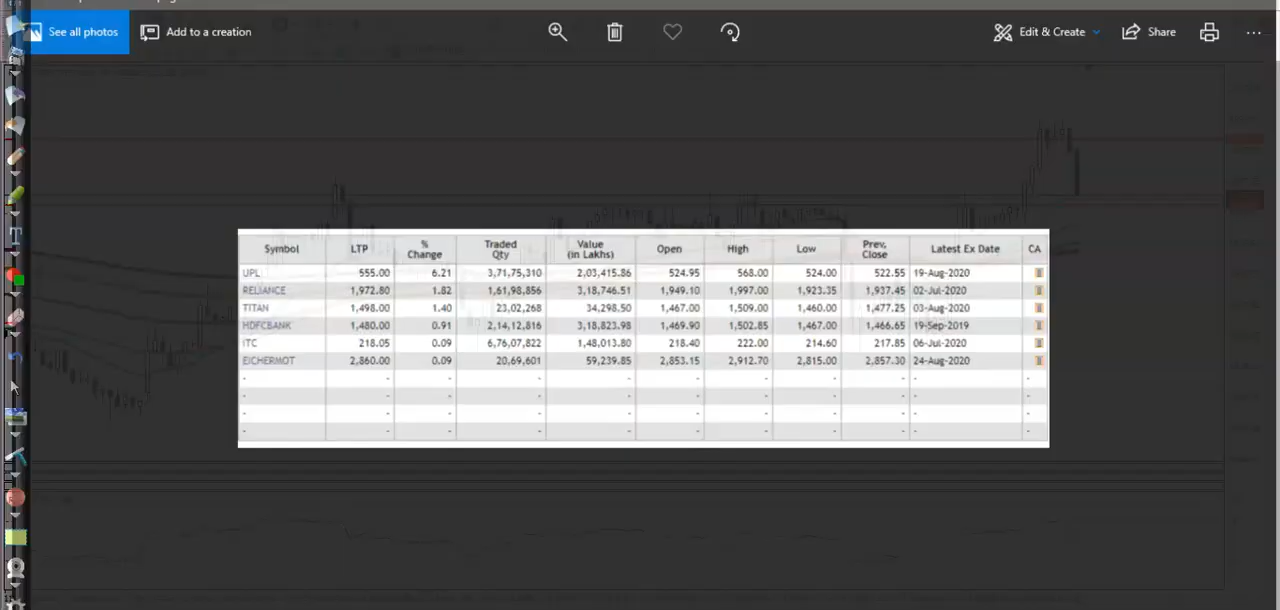 See all photos Add to a creation Edit & Create Share
Symbol LTP % Change Traded Qty Value (in Lakhs) Open High Low Prev. Close Latest Ex Date CA
UPL 555.00 6.21 3,71,75,310 2,03,415.86 524.95 568.00 524.00 522.55 19-Aug-2020
RELIANCE 1,972.80 1.82 1,61,98,856 3,18,746.51 1,949.10 1,997.00 1,923.35 1,937.45 02-Jul-2020
TITAN 1,498.00 1.40 23,02,268 34,298.50 1,467.00 1,509.00 1,460.00 1,477.25 03-Aug-2020
HDFCBANK 1,480.00 0.91 2,14,12,816 3,18,823.98 1,469.90 1,502.85 1,467.00 1,466.65 19-Sep-2019
ITC 218.05 0.09 6,76,07,822 1,48,013.80 218.40 222.00 214.60 217.85 06-Jul-2020
EICHERMOT 2,860.00 0.09 20,69,601 59,239.85 2,853.15 2,912.70 2,815.00 2,857.30 24-Aug-2020
- - - - - - - - - - -
- - - - - - - - - - -
- - - - - - - - - - -
- - - - - - - - - - -